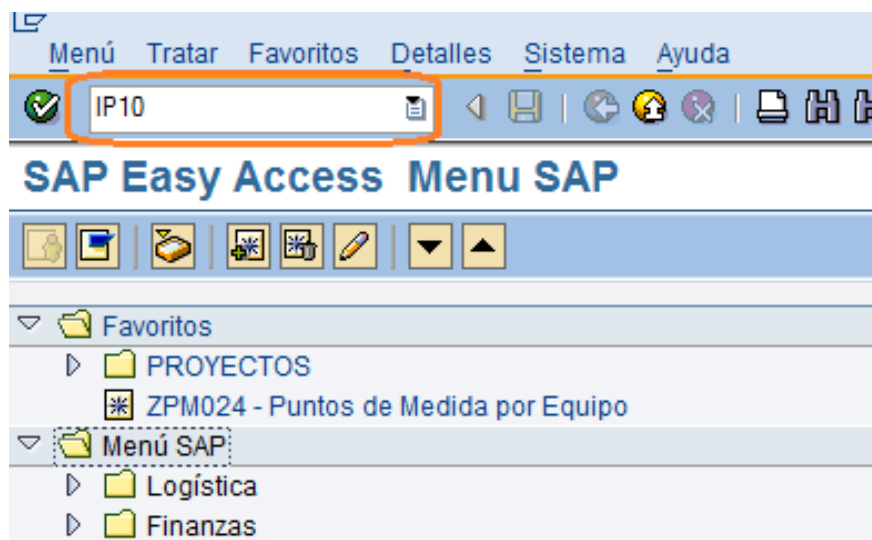 Menú Tratar Favoritos Detalles Sistema Ayuda
IP10
SAP Easy Access Menu SAP
Favoritos
PROYECTOS
ZPM024 - Puntos de Medida por Equipo
Menú SAP
Logística
Finanzas